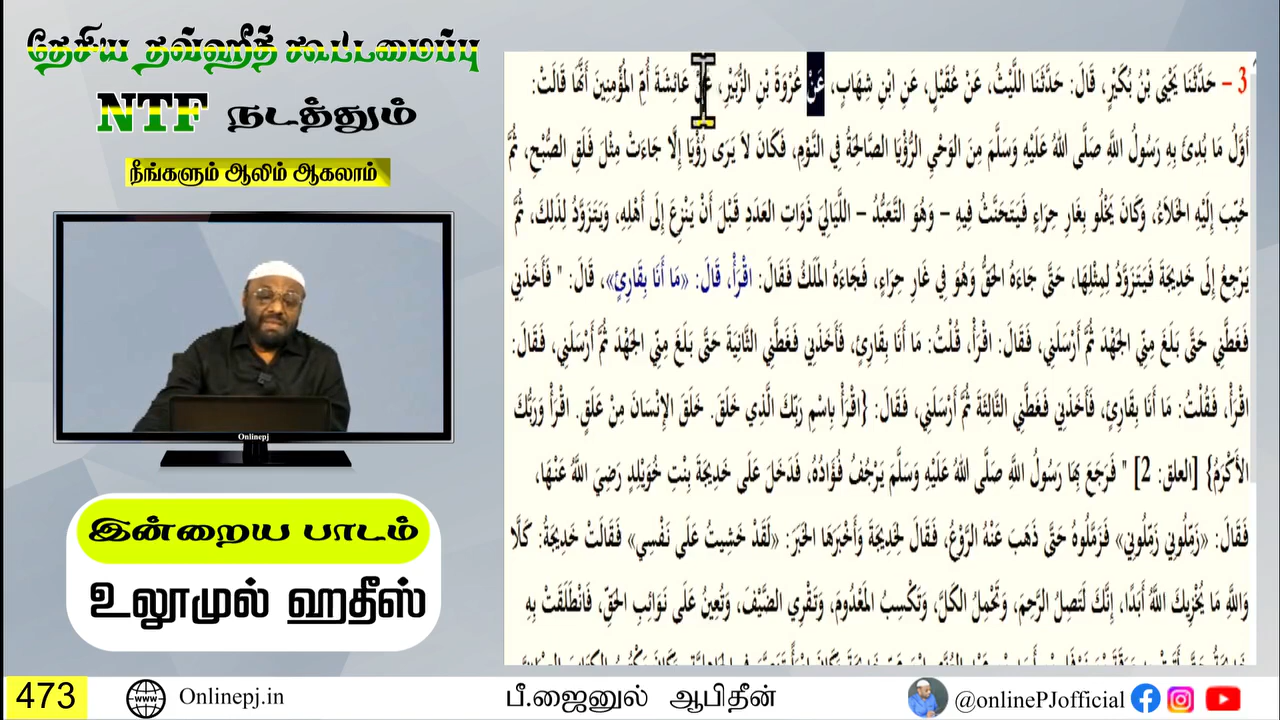 தேசிய தவ்ஹீத் கூட்டமைப்பு
NTF நடத்தும்
நீங்களும் ஆலிம் ஆகலாம்
Onlinepj
இன்றைய பாடம்
உலூமுல் ஹதீஸ்
3 – حَدَّثَنَا يَحْيَى بْنُ بُكَيْرٍ، قَالَ: حَدَّثَنَا اللَّيْثُ، عَنْ عُقَيْلٍ، عَنِ ابْنِ شِهَابٍ، عَنْ عُرْوَةَ بْنِ الزُّبَيْرِ، عَنْ عَائِشَةَ أُمِّ المُؤْمِنِينَ أَنَّهَا قَالَتْ:
أَوَّلُ مَا بُدِئَ بِهِ رَسُولُ اللَّهِ صَلَّى اللهُ عَلَيْهِ وَسَلَّمَ مِنَ الوَحْيِ الرُّؤْيَا الصَّالِحَةُ فِي النَّوْمِ، فَكَانَ لاَ يَرَى رُؤْيَا إِلَّا جَاءَتْ مِثْلَ فَلَقِ الصُّبْحِ، ثُمَّ
حُبِّبَ إِلَيْهِ الخَلاَءُ، وَكَانَ يَخْلُو بِغَارِ حِرَاءٍ فَيَتَحَنَّثُ فِيهِ – وَهُوَ التَّعَبُّدُ – اللَّيَالِيَ ذَوَاتِ العَدَدِ قَبْلَ أَنْ يَنْزِعَ إِلَى أَهْلِهِ، وَيَتَزَوَّدُ لِذَلِكَ، ثُمَّ
يَرْجِعُ إِلَى خَدِيجَةَ فَيَتَزَوَّدُ لِمِثْلِهَا، حَتَّى جَاءَهُ الحَقُّ وَهُوَ فِي غَارِ حِرَاءٍ، فَجَاءَهُ المَلَكُ فَقَالَ: اقْرَأْ، قَالَ: «مَا أَنَا بِقَارِئٍ»، قَالَ: " فَأَخَذَنِي
فَغَطَّنِي حَتَّى بَلَغَ مِنِّي الجَهْدَ ثُمَّ أَرْسَلَنِي، فَقَالَ: اقْرَأْ، قُلْتُ: مَا أَنَا بِقَارِئٍ، فَأَخَذَنِي فَغَطَّنِي الثَّانِيَةَ حَتَّى بَلَغَ مِنِّي الجَهْدَ ثُمَّ أَرْسَلَنِي، فَقَالَ:
اقْرَأْ، فَقُلْتُ: مَا أَنَا بِقَارِئٍ، فَأَخَذَنِي فَغَطَّنِي الثَّالِثَةَ ثُمَّ أَرْسَلَنِي، فَقَالَ: {اقْرَأْ بِاسْمِ رَبِّكَ الَّذِي خَلَقَ. خَلَقَ الإِنْسَانَ مِنْ عَلَقٍ. اقْرَأْ وَرَبُّكَ
الأَكْرَمُ} [العلق: 2] " فَرَجَعَ بِهَا رَسُولُ اللَّهِ صَلَّى اللهُ عَلَيْهِ وَسَلَّمَ يَرْجُفُ فُؤَادُهُ، فَدَخَلَ عَلَى خَدِيجَةَ بِنْتِ خُوَيْلِدٍ رَضِيَ اللَّهُ عَنْهَا،
فَقَالَ: «زَمِّلُونِي زَمِّلُونِي» فَزَمَّلُوهُ حَتَّى ذَهَبَ عَنْهُ الرَّوْعُ، فَقَالَ لِخَدِيجَةَ وَأَخْبَرَهَا الخَبَرَ: «لَقَدْ خَشِيتُ عَلَى نَفْسِي» فَقَالَتْ خَدِيجَةُ: كَلَّا
وَاللَّهِ مَا يُخْزِيكَ اللَّهُ أَبَدًا، إِنَّكَ لَتَصِلُ الرَّحِمَ، وَتَحْمِلُ الكَلَّ، وَتَكْسِبُ المَعْدُومَ، وَتَقْرِي الضَّيْفَ، وَتُعِينُ عَلَى نَوَائِبِ الحَقِّ، فَانْطَلَقَتْ بِهِ
473
Onlinepj.in
பீ.ஜைனுல் ஆபிதீன்
@onlinePJofficial